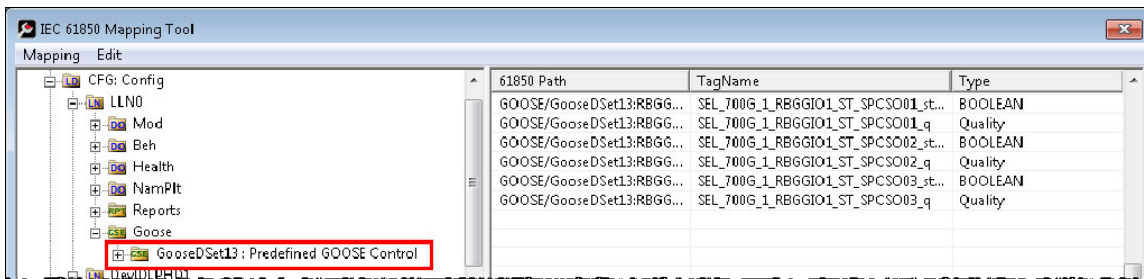 IEC 61850 Mapping Tool
Mapping Edit
CFG: Config
LLN0
Mod
Beh
Health
NamPlt
Reports
Goose
GooseDSet13 : Predefined GOOSE Control
61850 Path TagName Type
GOOSE/GooseDSet13:RBGG... SEL_700G_1_RBGGIO1_ST_SPCSO01_st... BOOLEAN
GOOSE/GooseDSet13:RBGG... SEL_700G_1_RBGGIO1_ST_SPCSO01_q Quality
GOOSE/GooseDSet13:RBGG... SEL_700G_1_RBGGIO1_ST_SPCSO02_st... BOOLEAN
GOOSE/GooseDSet13:RBGG... SEL_700G_1_RBGGIO1_ST_SPCSO02_q Quality
GOOSE/GooseDSet13:RBGG... SEL_700G_1_RBGGIO1_ST_SPCSO03_st... BOOLEAN
GOOSE/GooseDSet13:RBGG... SEL_700G_1_RBGGIO1_ST_SPCSO03_q Quality